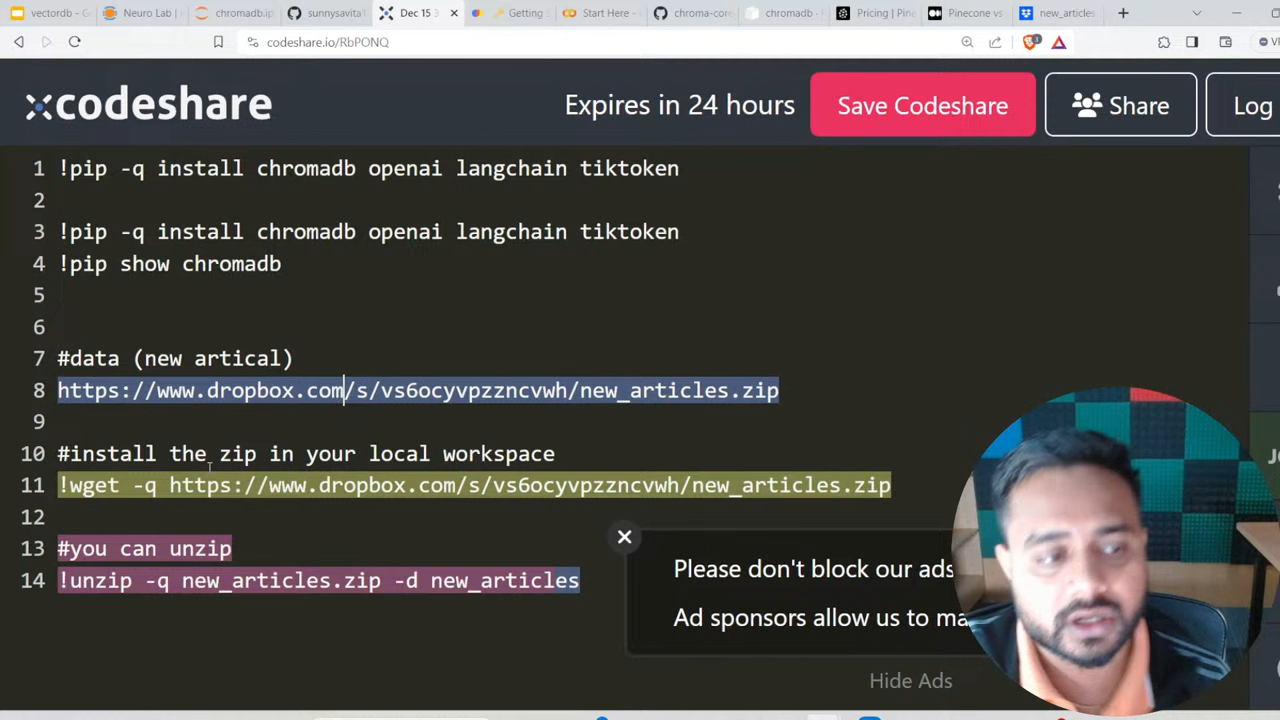 vectordb
Neuro Lab
chromadb.ip
sunnysavita
Dec 15
Getting S
Start Here -
chroma-core
chromadb
Pricing | Pine
Pinecone vs
new_articles
codeshare.io/RbPONQ
codeshare
Expires in 24 hours
Save Codeshare
Share
Log
1 !pip -q install chromadb openai langchain tiktoken
2
3 !pip -q install chromadb openai langchain tiktoken
4 !pip show chromadb
5
6
7 #data (new artical)
8 https://www.dropbox.com/s/vs6ocyvpzzncvwh/new_articles.zip
9
10 #install the zip in your local workspace
11 !wget -q https://www.dropbox.com/s/vs6ocyvpzzncvwh/new_articles.zip
12
13 #you can unzip
14 !unzip -q new_articles.zip -d new_articles
Please don't block our ads
Ad sponsors allow us to ma
Hide Ads